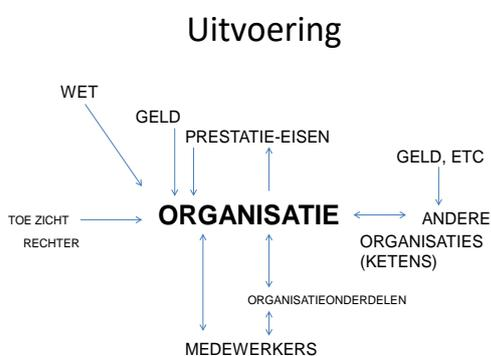 Uitvoering
WET
GELD
PRESTATIE-EISEN
GELD, ETC
TOE ZICHT
RECHTER
ORGANISATIE
ANDERE
ORGANISATIES
(KETENS)
ORGANISATIEONDERDELEN
MEDEWERKERS